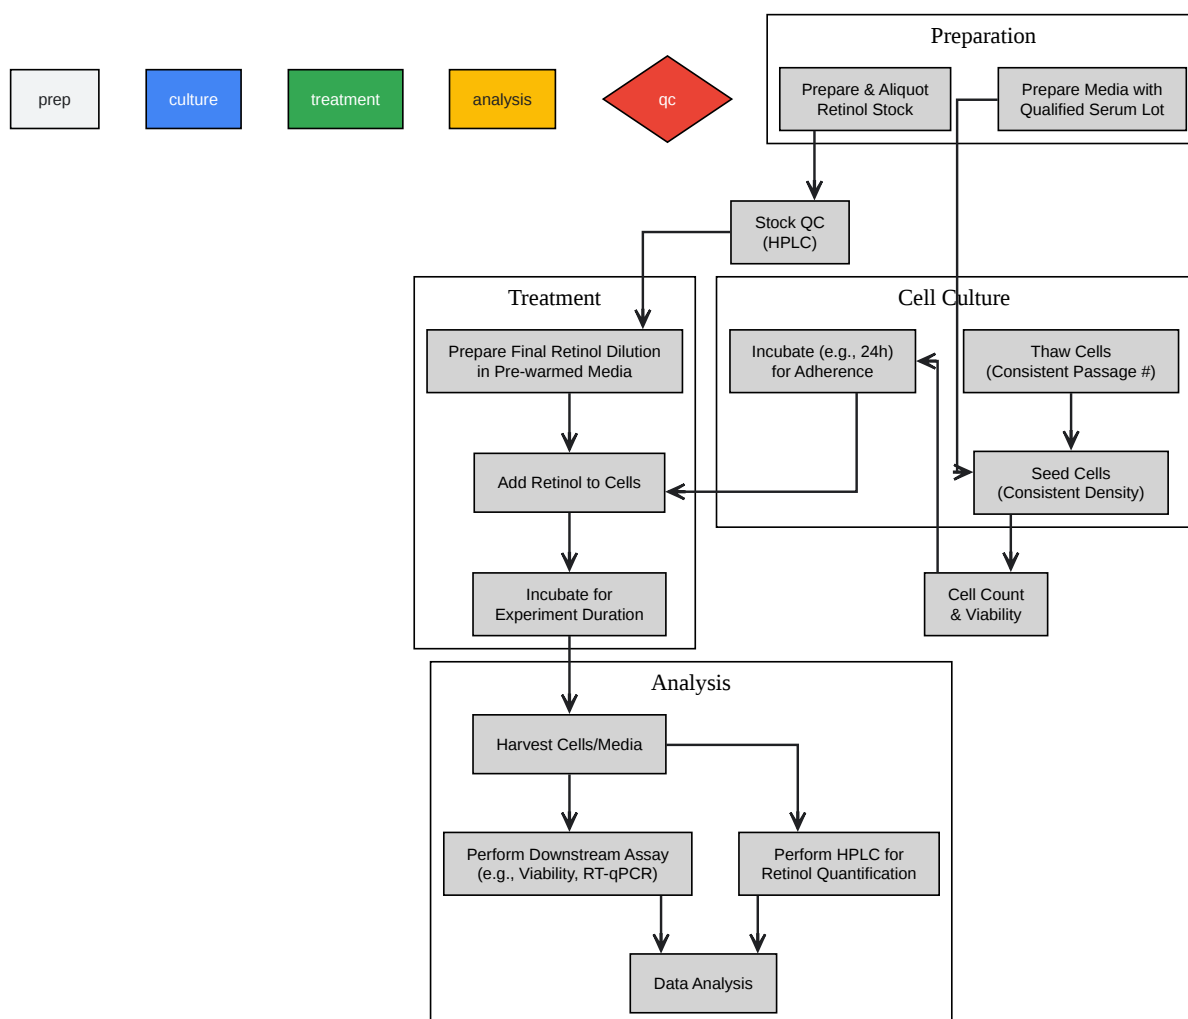 Preparation
prep
culture
treatment
analysis
qc
Prepare & Aliquot
Retinol Stock
Prepare Media with
Qualified Serum Lot
Stock QC
(HPLC)
Treatment
Cell Culture
Prepare Final Retinol Dilution
in Pre-warmed Media
Incubate (e.g., 24h)
for Adherence
Thaw Cells
(Consistent Passage #)
Add Retinol to Cells
Seed Cells
(Consistent Density)
Incubate for
Experiment Duration
Cell Count
& Viability
Analysis
Harvest Cells/Media
Perform Downstream Assay
(e.g., Viability, RT-qPCR)
Perform HPLC for
Retinol Quantification
Data Analysis